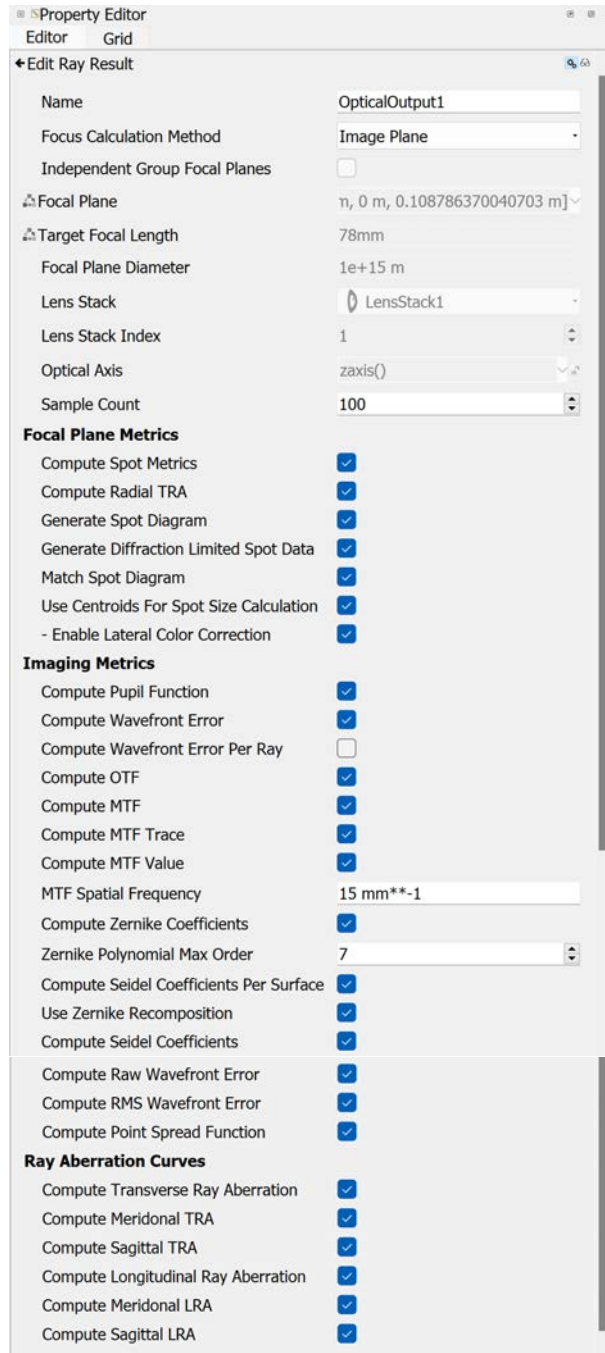 Property Editor
Editor Grid
Edit Ray Result
Name OpticalOutput1
Focus Calculation Method Image Plane
Independent Group Focal Planes
Focal Plane n, 0 m, 0.108786370040703 m]
Target Focal Length 78mm
Focal Plane Diameter 1e+15 m
Lens Stack LensStack1
Lens Stack Index 1
Optical Axis zaxis()
Sample Count 100
Focal Plane Metrics
Compute Spot Metrics
Compute Radial TRA
Generate Spot Diagram
Generate Diffraction Limited Spot Data
Match Spot Diagram
Use Centroids For Spot Size Calculation
- Enable Lateral Color Correction
Imaging Metrics
Compute Pupil Function
Compute Wavefront Error
Compute Wavefront Error Per Ray
Compute OTF
Compute MTF
Compute MTF Trace
Compute MTF Value
MTF Spatial Frequency 15 mm**-1
Compute Zernike Coefficients
Zernike Polynomial Max Order 7
Compute Seidel Coefficients Per Surface
Use Zernike Recomposition
Compute Seidel Coefficients
Compute Raw Wavefront Error
Compute RMS Wavefront Error
Compute Point Spread Function
Ray Aberration Curves
Compute Transverse Ray Aberration
Compute Meridonal TRA
Compute Sagittal TRA
Compute Longitudinal Ray Aberration
Compute Meridonal LRA
Compute Sagittal LRA